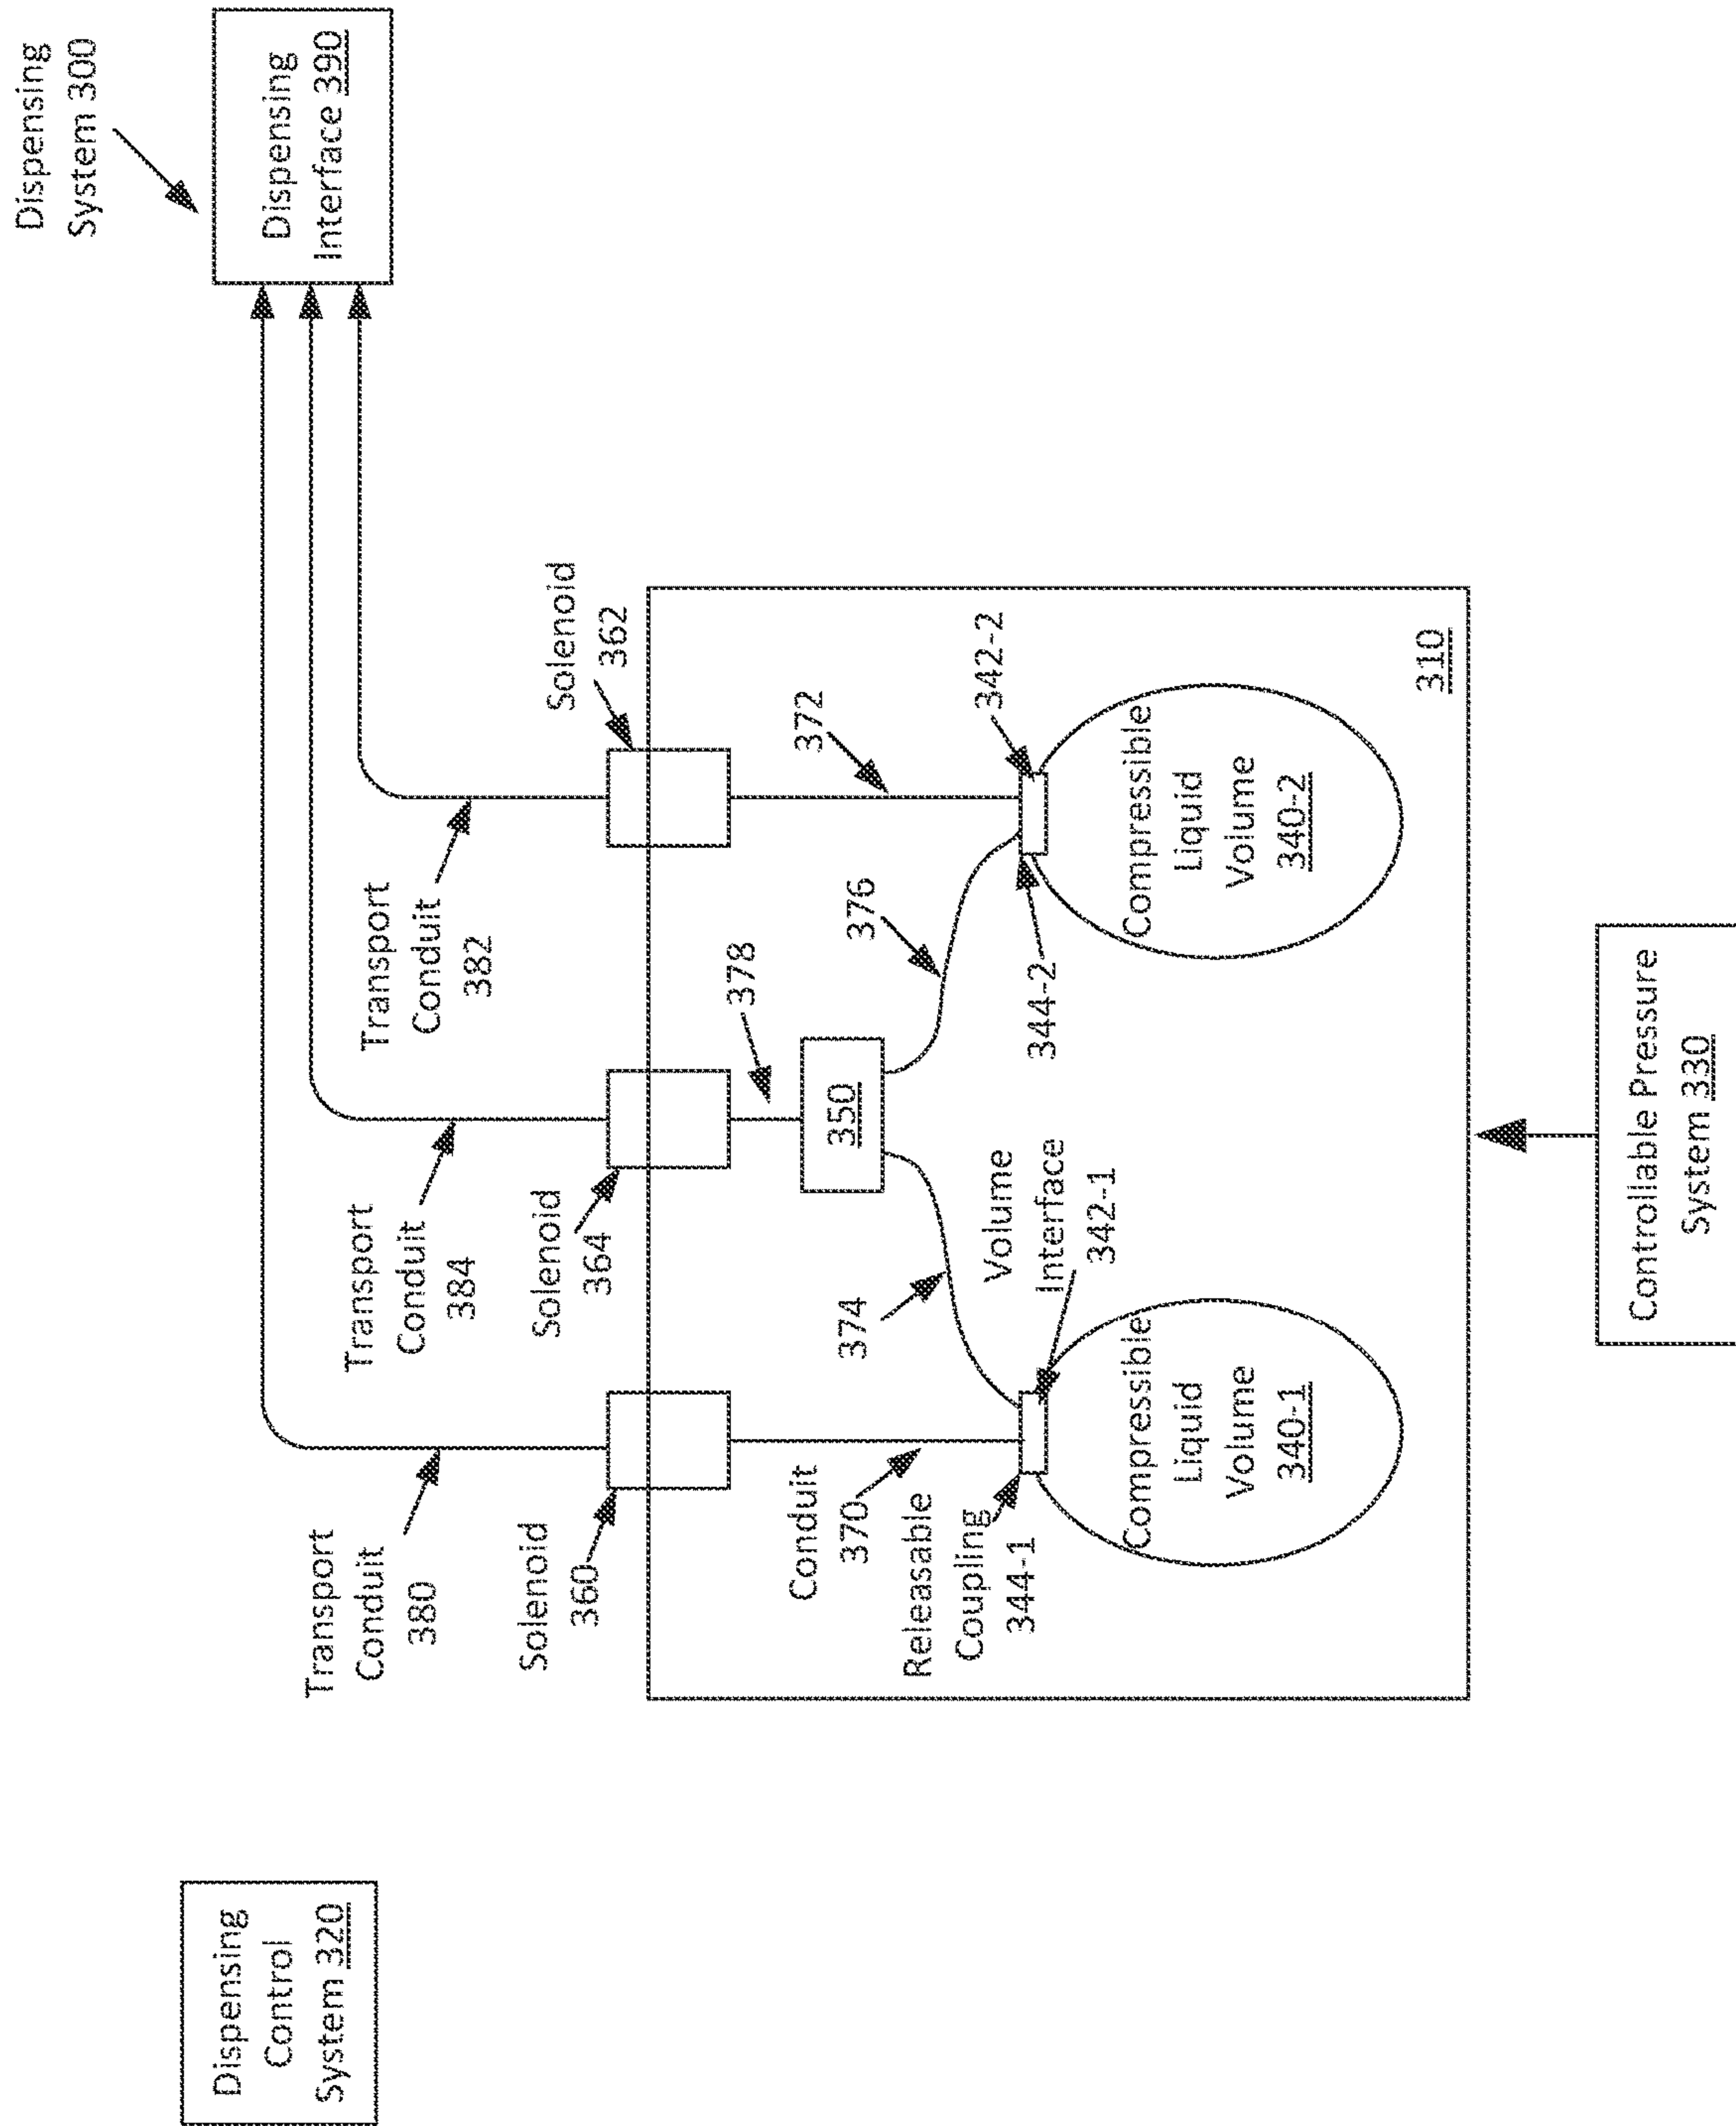 Dispensing
System 300
Dispensing
Interface 390
Dispensing
Control
System 320
Transport
Conduit
380
Transport
Conduit
384
Transport
Conduit
382
Solenoid
360
Solenoid
364
Solenoid
362
Conduit
370
378
372
350
374
376
Releasable
Coupling
344-1
Volume
Interface
342-1
344-2
342-2
Compressible
Liquid
Volume
340-1
Compressible
Liquid
Volume
340-2
310
Controllable Pressure
System 330